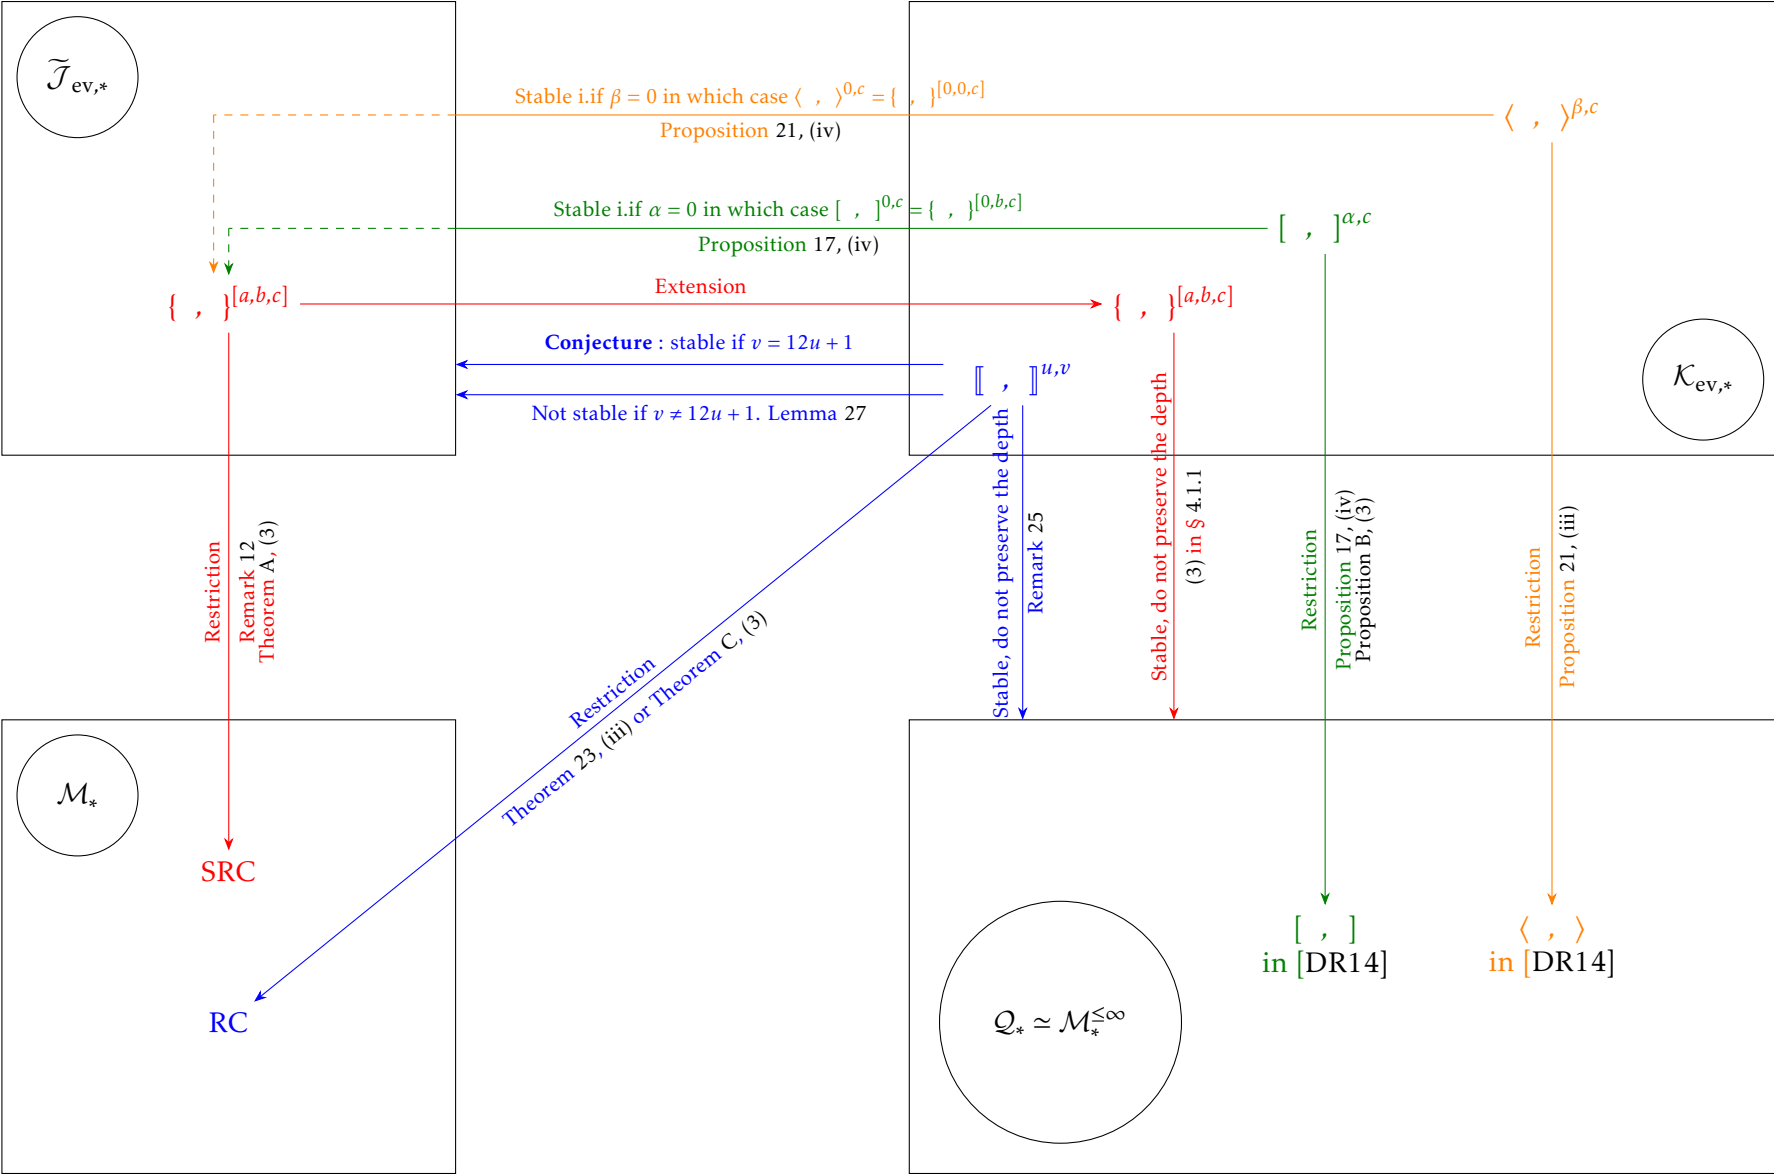 𝒥̃ev,*
Stable i.if β = 0 in which case ⟨ , ⟩^{0,c} = { , }^{[0,0,c]}
Proposition 21, (iv)
⟨ , ⟩^{β,c}
Stable i.if α = 0 in which case [ , ]^{0,c} = { , }^{[0,b,c]}
Proposition 17, (iv)
[ , ]^{α,c}
{ , }^{[a,b,c]}
Extension
{ , }^{[a,b,c]}
Conjecture : stable if v = 12u + 1
⟦ , ⟧^{u,v}
Not stable if v ≠ 12u + 1. Lemma 27
𝒦ev,*
Restriction
Remark 12
Theorem A, (3)
Restriction
Theorem 23, (iii) or Theorem C, (3)
Stable, do not preserve the depth
Remark 25
Stable, do not preserve the depth
(3) in § 4.1.1
Restriction
Proposition 17, (iv)
Proposition B, (3)
Restriction
Proposition 21, (iii)
ℳ*
SRC
RC
𝒬* ≃ ℳ*^{≤∞}
[ , ]
in [DR14]
⟨ , ⟩
in [DR14]